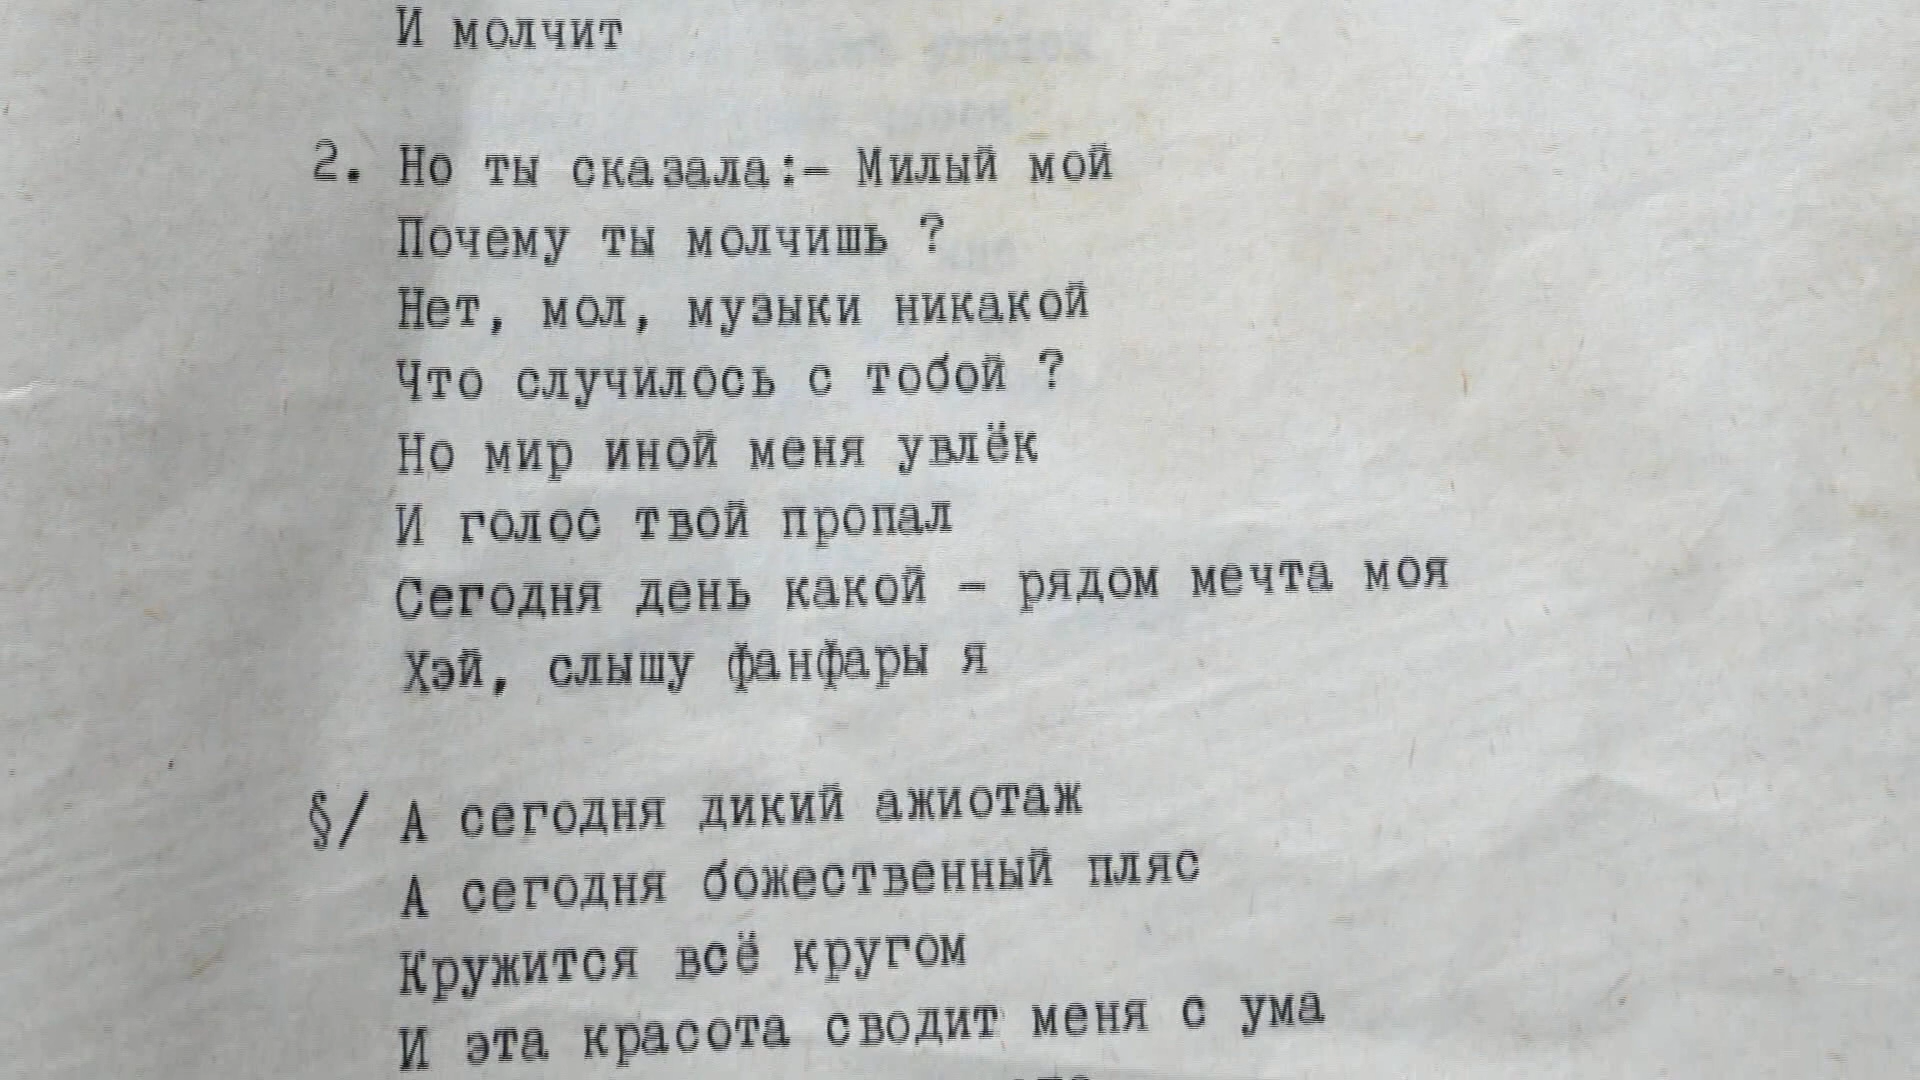 И молчит
2. Но ты сказала:- Милый мой
Почему ты молчишь ?
Нет, мол, музыки никакой
Что случилось с тобой ?
Но мир иной меня увлёк
И голос твой пропал
Сегодня день какой - рядом мечта моя
Хэй, слышу фанфары я
§/ А сегодня дикий ажиотаж
А сегодня божественный пляс
Кружится всё кругом
И эта красота сводит меня с ума